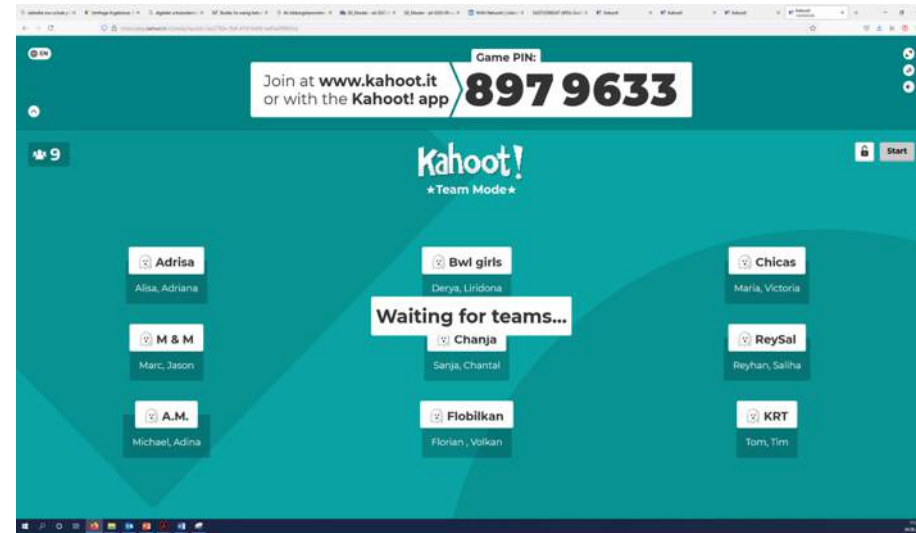 EN
Game PIN:
Join at www.kahoot.it
or with the Kahoot! app
897 9633
9
Kahoot!
★Team Mode★
Start
Adrisa
Alisa, Adriana
Bwl girls
Derya, Liridona
Chicas
Maria, Victoria
Waiting for teams...
M & M
Marc, Jason
Chanja
Sanja, Chantal
ReySal
Reyhan, Saliha
A.M.
Michael, Adina
Flobilkan
Florian , Volkan
KRT
Tom, Tim